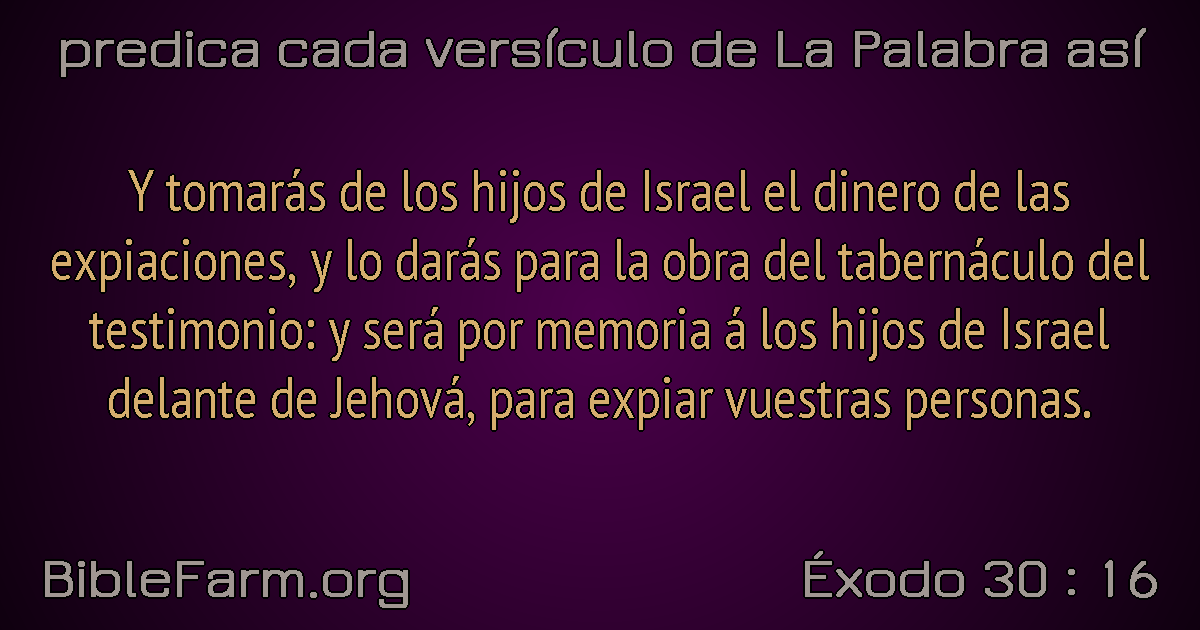 predica cada versículo de La Palabra así
Y tomarás de los hijos de Israel el dinero de las
expiaciones, y lo darás para la obra del tabernáculo del
testimonio: y será por memoria á los hijos de Israel
delante de Jehová, para expiar vuestras personas.
BibleFarm.org
Éxodo 30 : 16